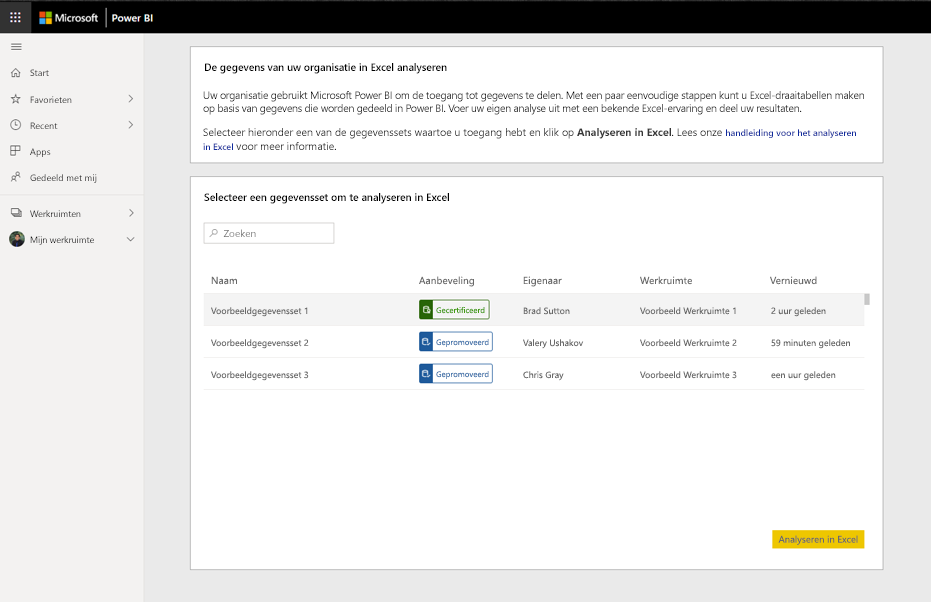 Microsoft Power BI
Start
Favorieten
Recent
Apps
Gedeeld met mij
Werkruimten
Mijn werkruimte
De gegevens van uw organisatie in Excel analyseren
Uw organisatie gebruikt Microsoft Power BI om de toegang tot gegevens te delen. Met een paar eenvoudige stappen kunt u Excel-draaitabellen maken
op basis van gegevens die worden gedeeld in Power BI. Voer uw eigen analyse uit met een bekende Excel-ervaring en deel uw resultaten.
Selecteer hieronder een van de gegevenssets waartoe u toegang hebt en klik op Analyseren in Excel. Lees onze handleiding voor het analyseren
in Excel voor meer informatie.
Selecteer een gegevensset om te analyseren in Excel
Zoeken
Naam Aanbeveling Eigenaar Werkruimte Vernieuwd
Voorbeeldgegevensset 1 Gecertificeerd Brad Sutton Voorbeeld Werkruimte 1 2 uur geleden
Voorbeeldgegevensset 2 Gepromoveerd Valery Ushakov Voorbeeld Werkruimte 2 59 minuten geleden
Voorbeeldgegevensset 3 Gepromoveerd Chris Gray Voorbeeld Werkruimte 3 een uur geleden
Analyseren in Excel